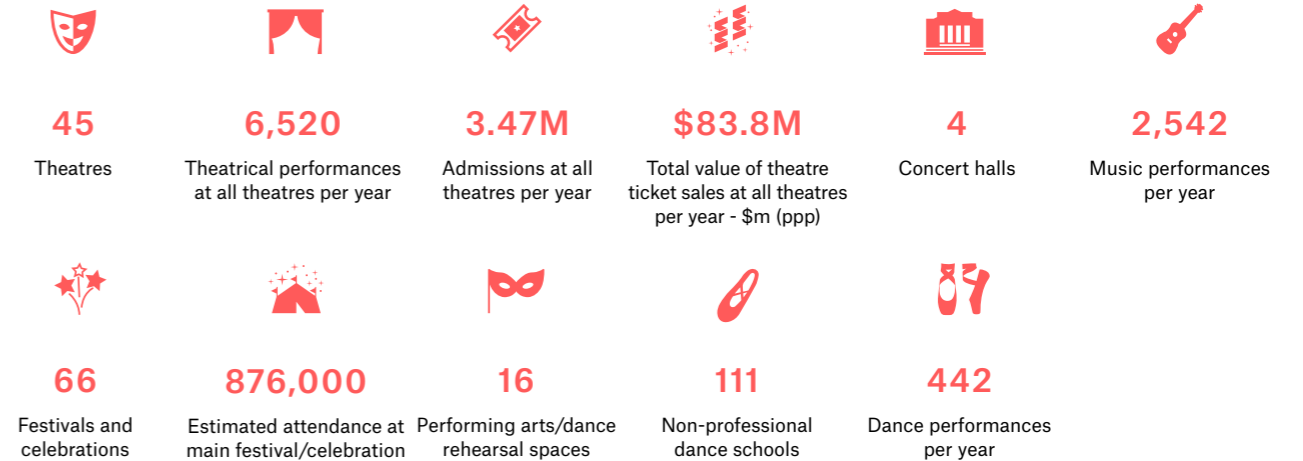 45
Theatres
6,520
Theatrical performances
at all theatres per year
3.47M
Admissions at all
theatres per year
$83.8M
Total value of theatre
ticket sales at all theatres
per year - $m (ppp)
4
Concert halls
2,542
Music performances
per year
66
Festivals and
celebrations
876,000
Estimated attendance at
main festival/celebration
16
Performing arts/dance
rehearsal spaces
111
Non-professional
dance schools
442
Dance performances
per year